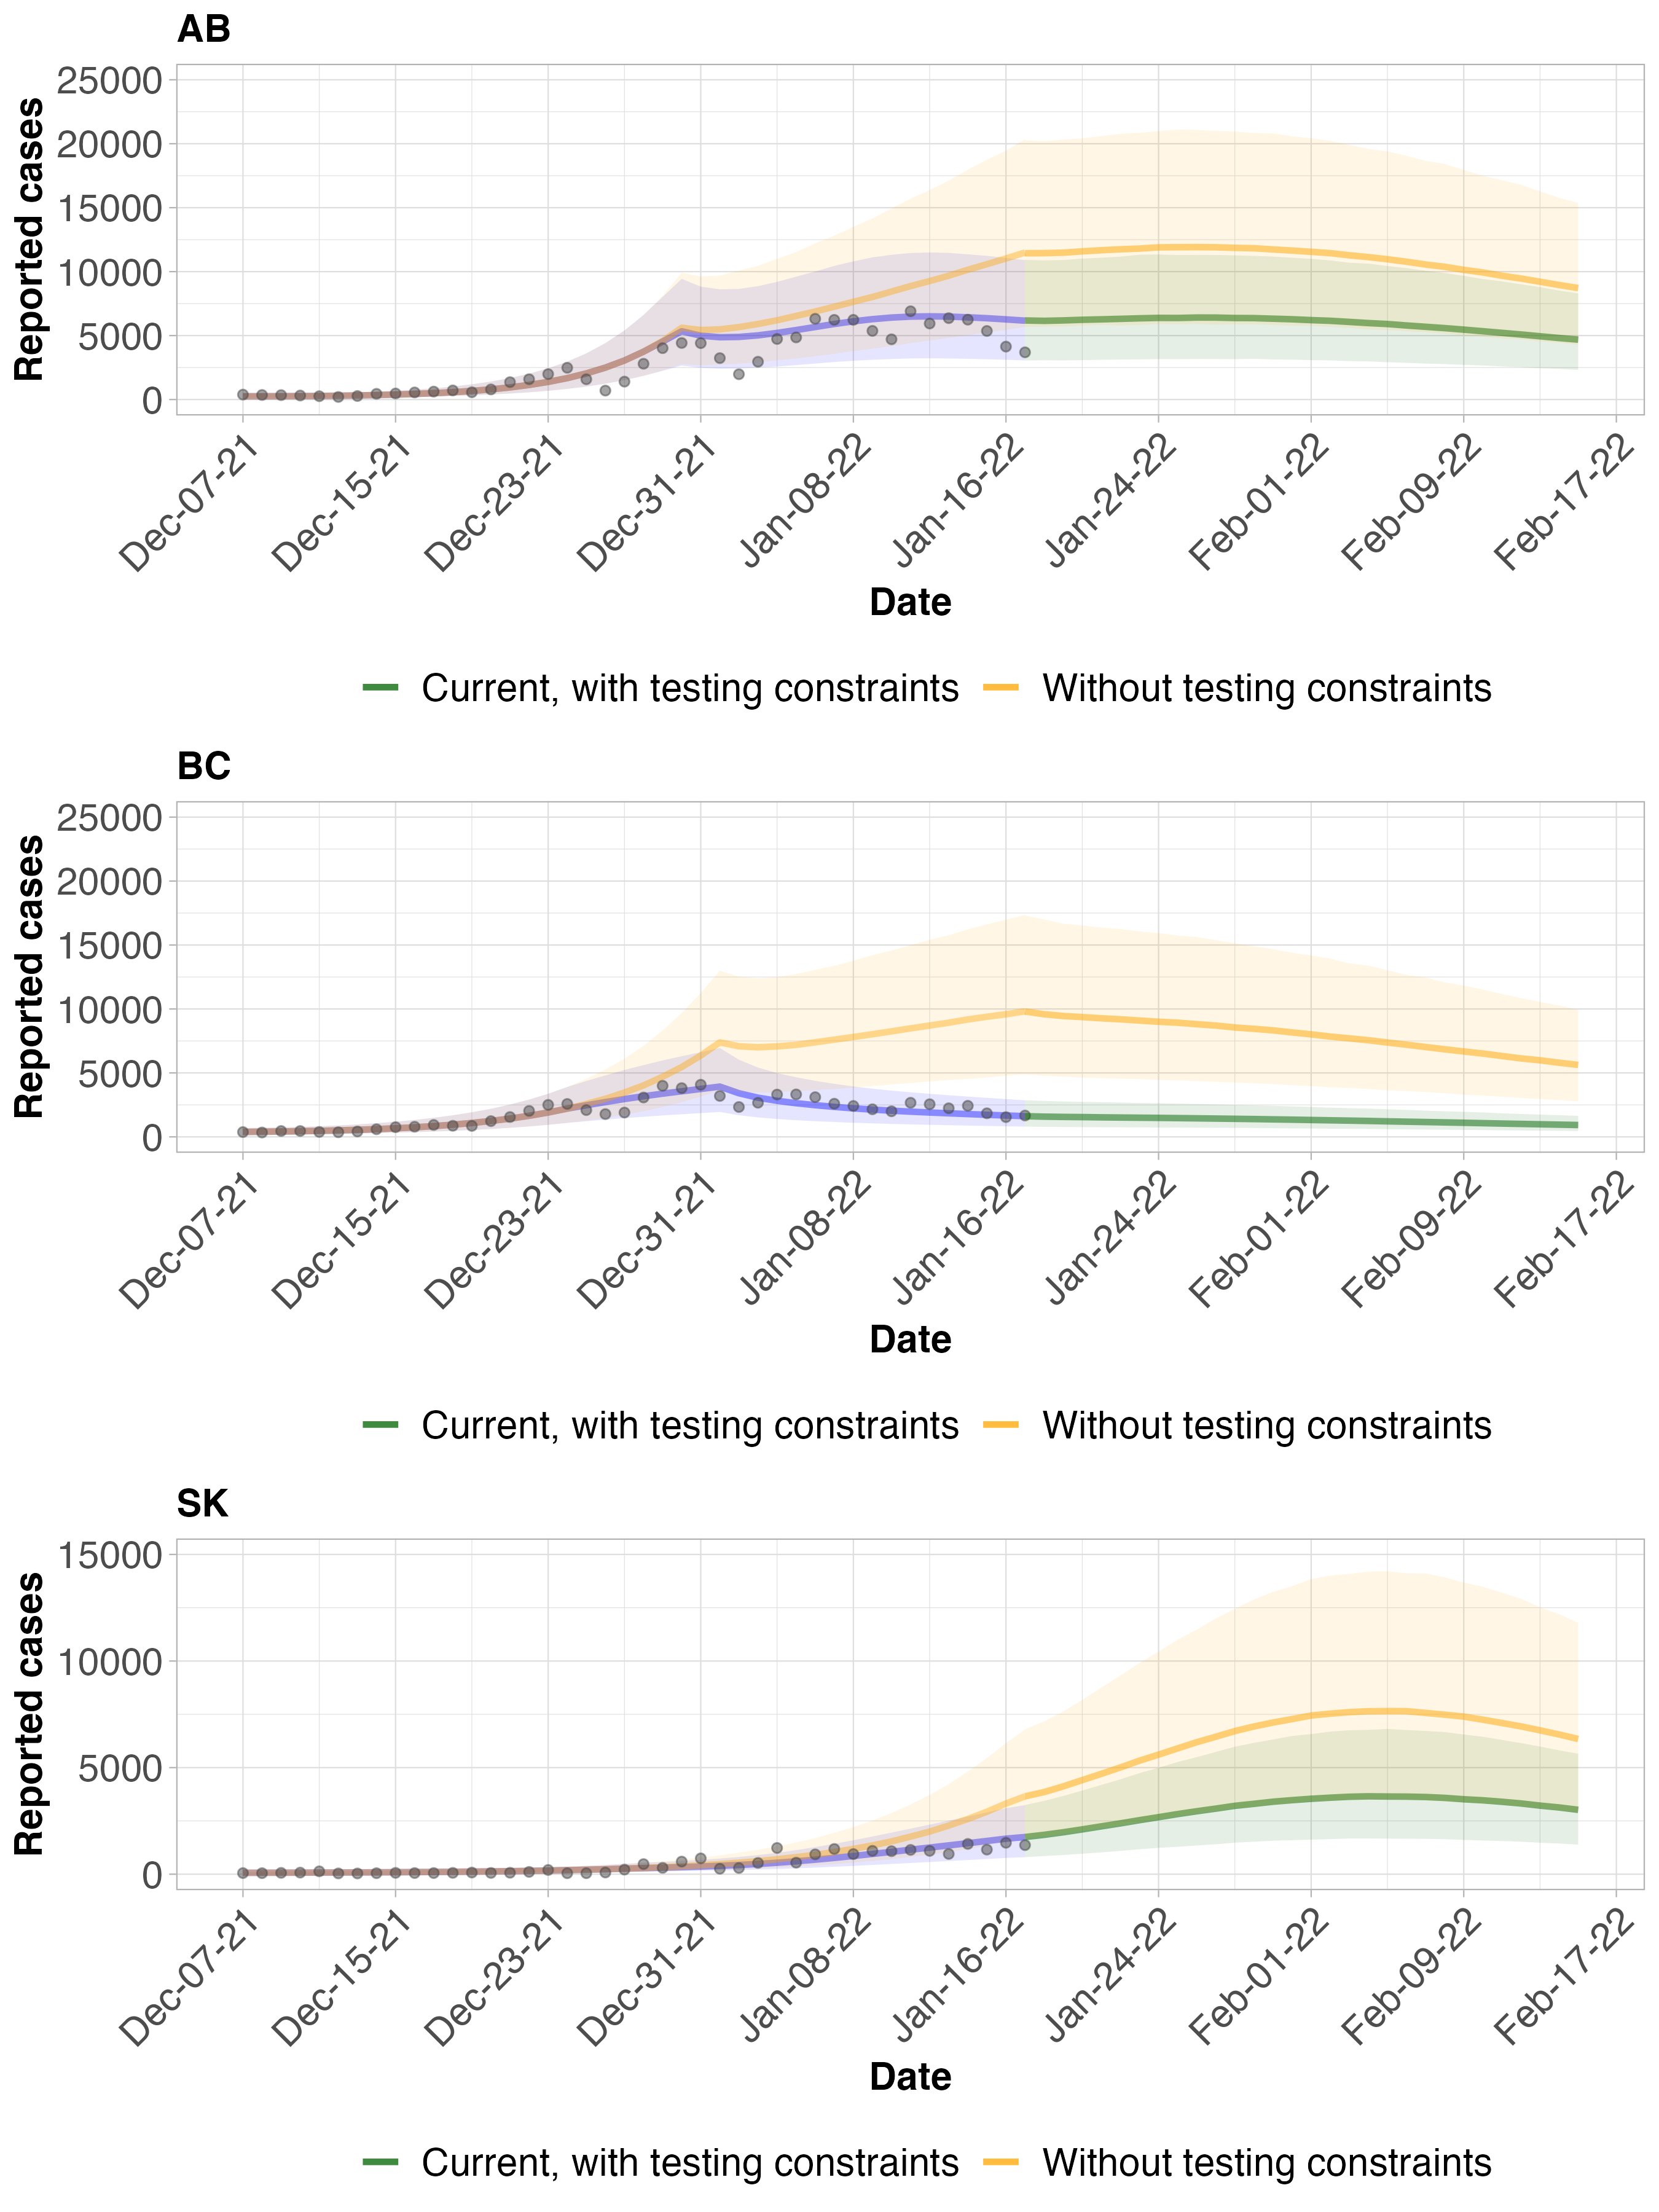 AB
Reported cases
25000
20000
15000
10000
5000
0
Dec-07-21
Dec-15-21
Dec-23-21
Dec-31-21
Jan-08-22
Jan-16-22
Jan-24-22
Feb-01-22
Feb-09-22
Feb-17-22
Date
Current, with testing constraints Without testing constraints
BC
Reported cases
25000
20000
15000
10000
5000
0
Dec-07-21
Dec-15-21
Dec-23-21
Dec-31-21
Jan-08-22
Jan-16-22
Jan-24-22
Feb-01-22
Feb-09-22
Feb-17-22
Date
Current, with testing constraints Without testing constraints
SK
Reported cases
15000
10000
5000
0
Dec-07-21
Dec-15-21
Dec-23-21
Dec-31-21
Jan-08-22
Jan-16-22
Jan-24-22
Feb-01-22
Feb-09-22
Feb-17-22
Date
Current, with testing constraints Without testing constraints